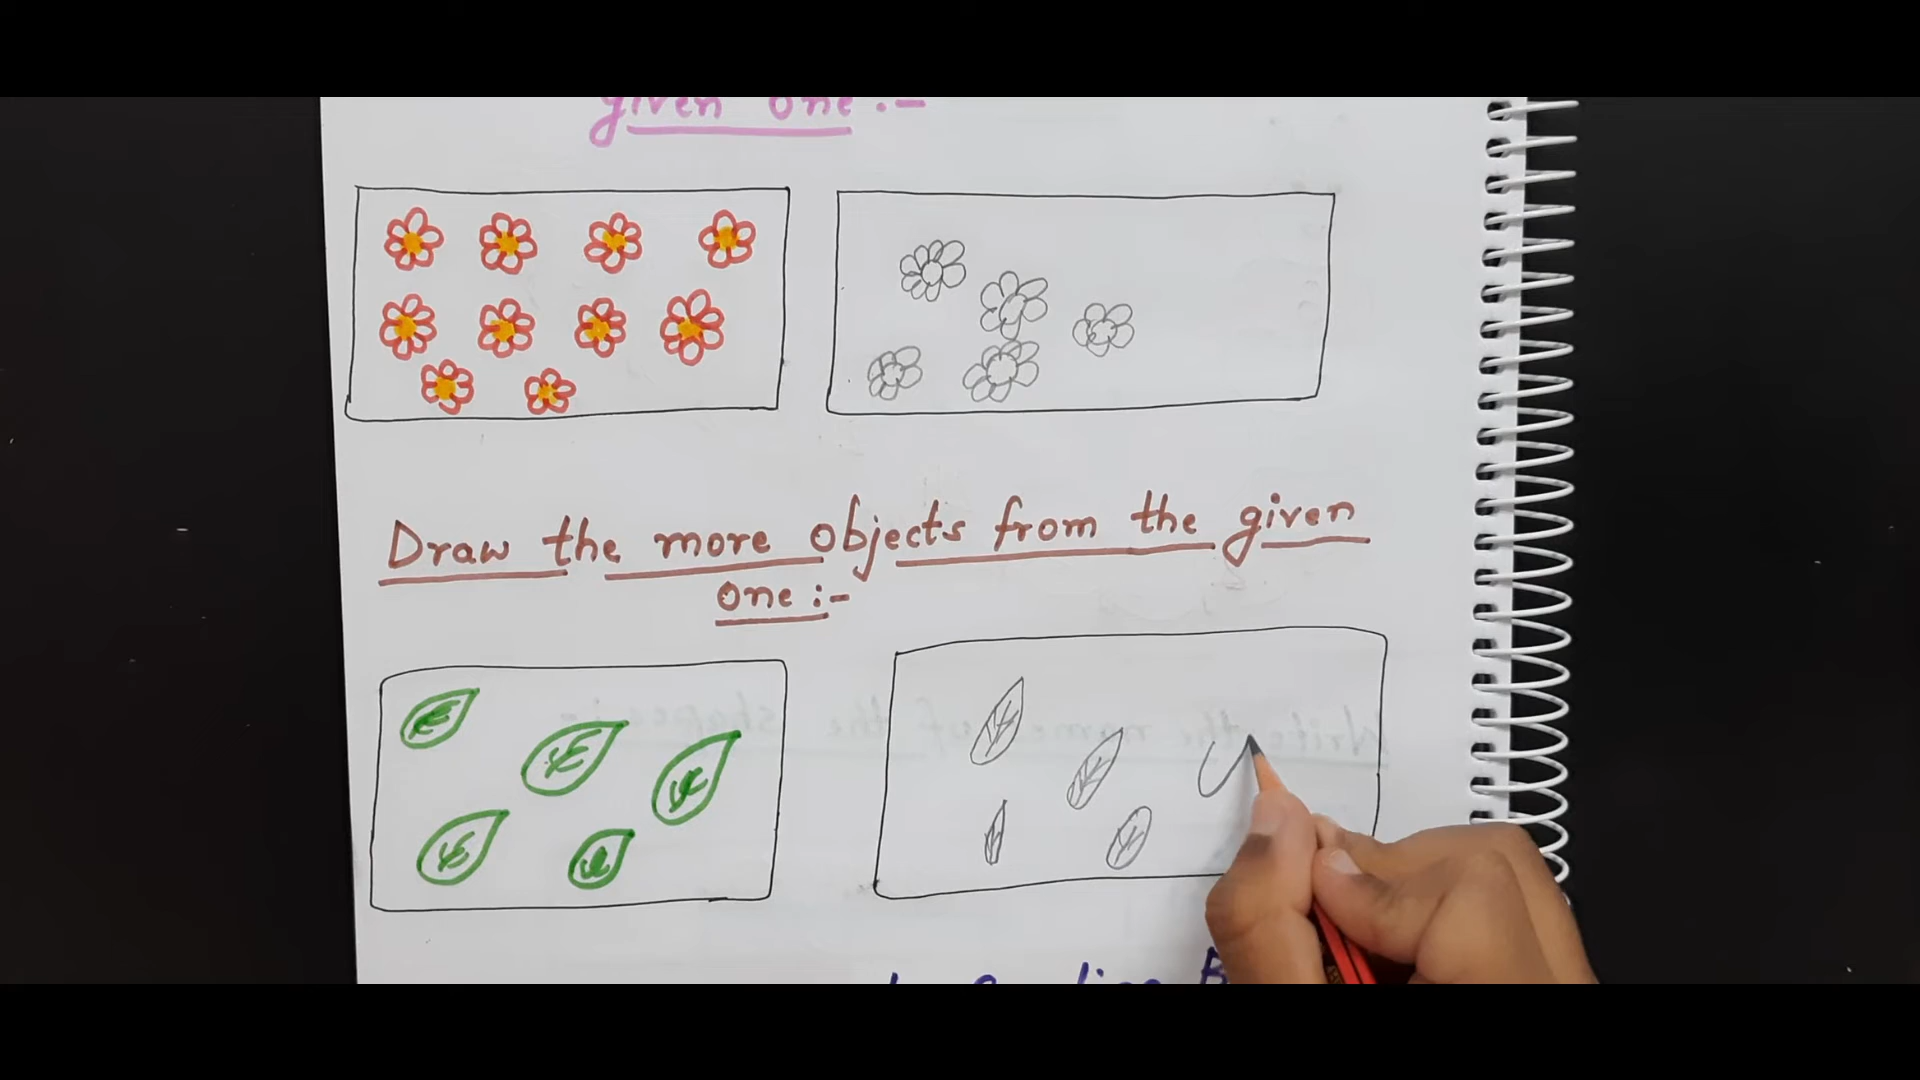 given one :-
Draw the more objects from the given
one :-